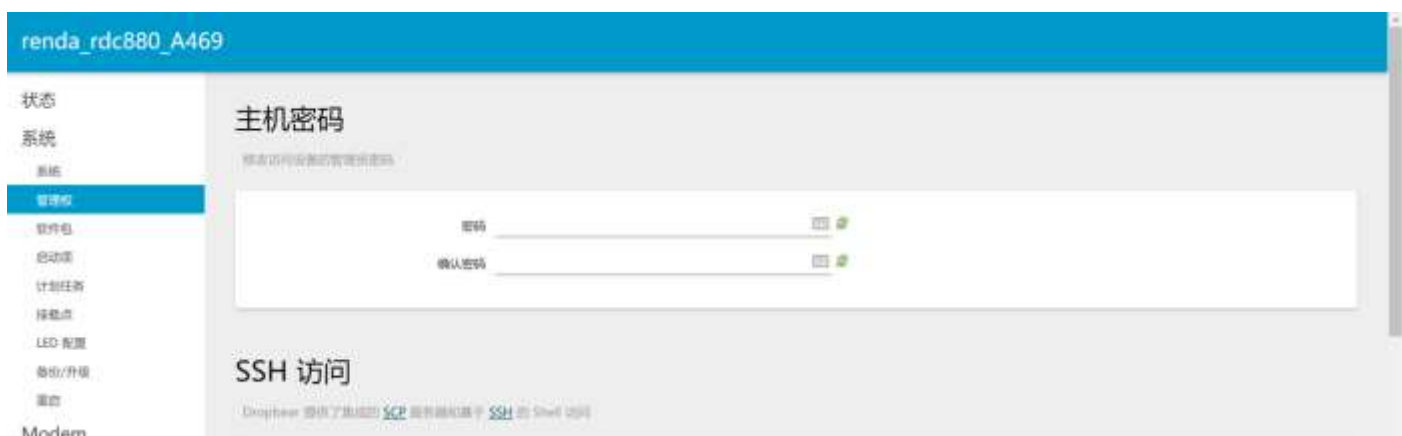 renda_rdc880_A469
状态
系统
系统
管理权
软件包
启动项
计划任务
挂载点
LED 配置
备份/升级
重启
Modem
主机密码
修改访问设备的管理员密码
密码
确认密码
SSH 访问
Dropbear 提供了集成的 SCP 服务器和基于 SSH 的 Shell 访问